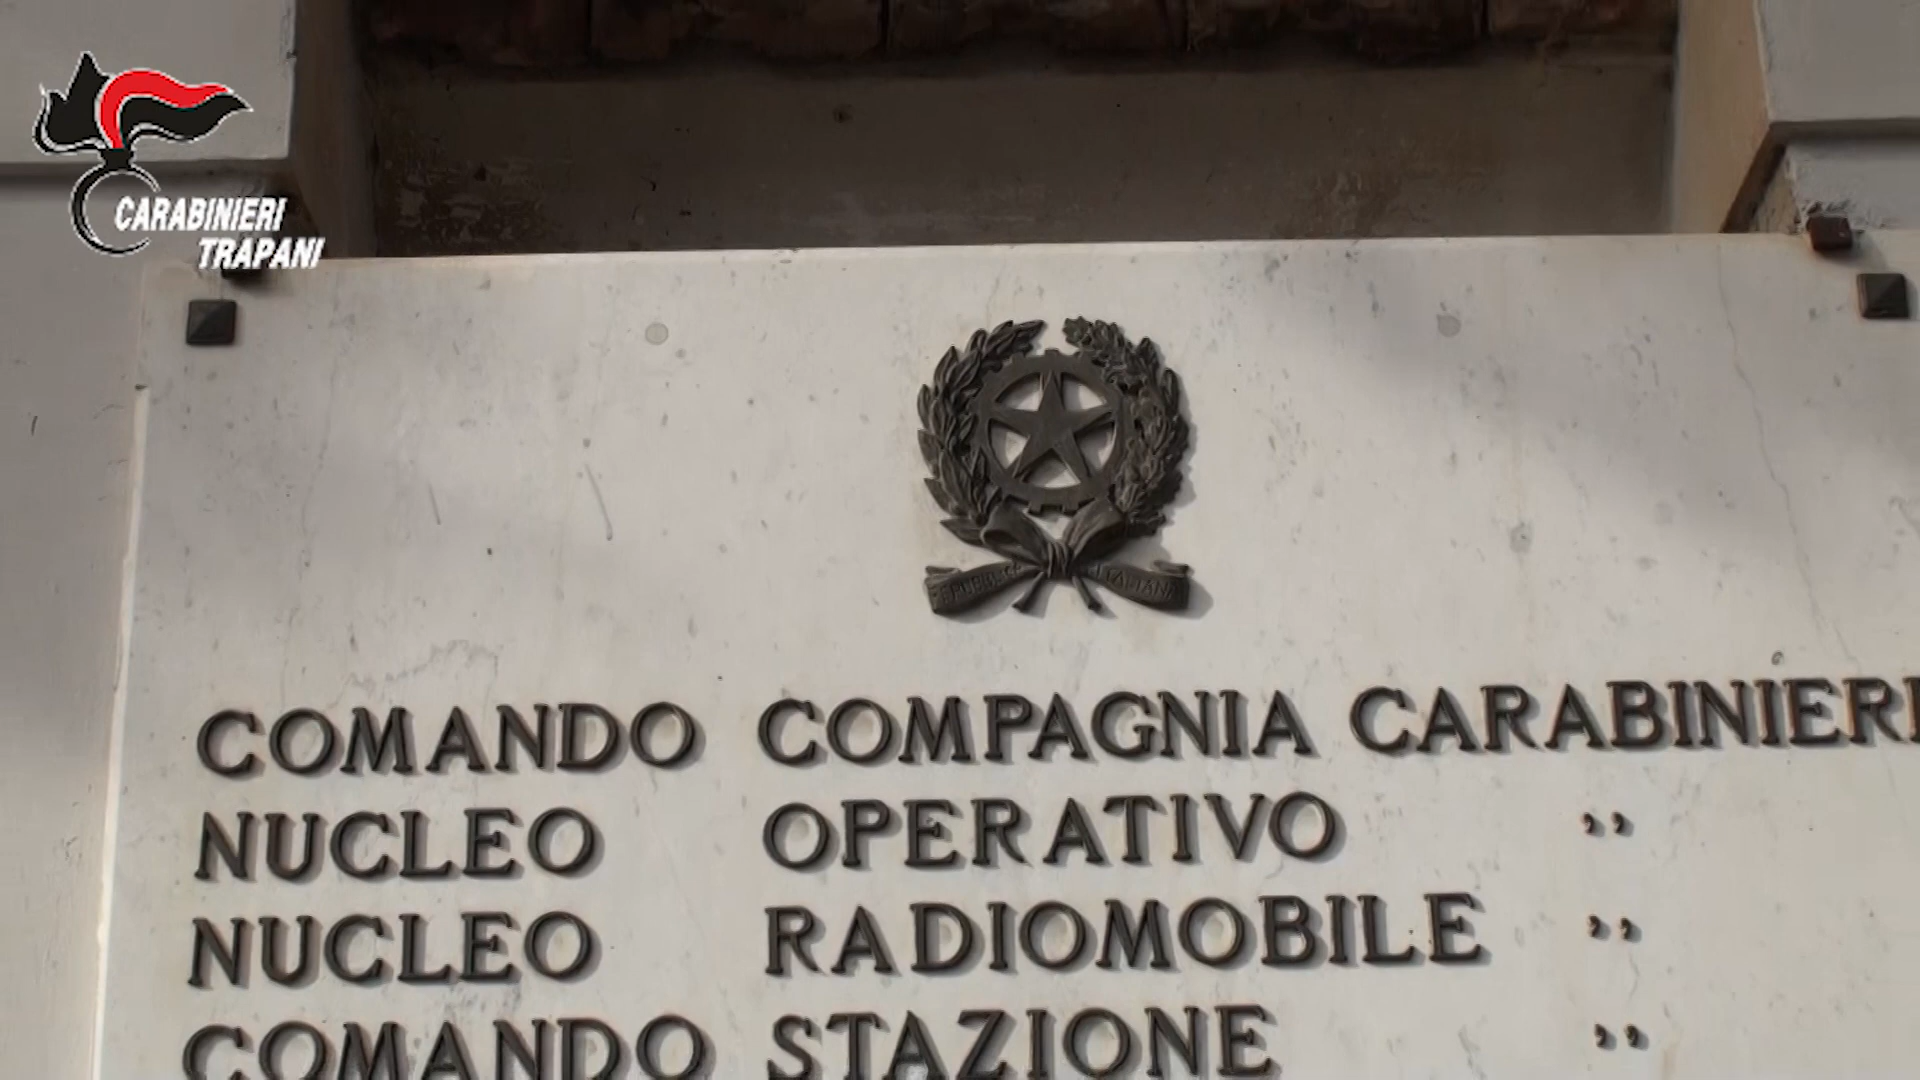 CARABINIERI
TRAPANI
REPUBBLICA ITALIANA
COMANDO COMPAGNIA CARABINIERI
NUCLEO OPERATIVO ,,
NUCLEO RADIOMOBILE ,,
COMANDO STAZIONE ,,